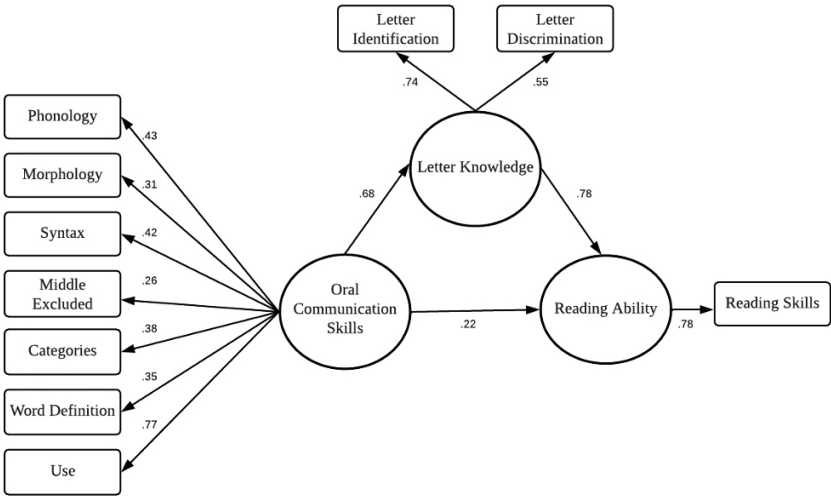 Letter
Identification
Letter
Discrimination
.74
.55
Phonology
.43
Morphology
.31
Letter Knowledge
.68
.78
Syntax
.42
Middle
Excluded
.26
Oral
Communication
Skills
.22
Reading Ability
.78
Reading Skills
Categories
.38
Word Definition
.35
Use
.77